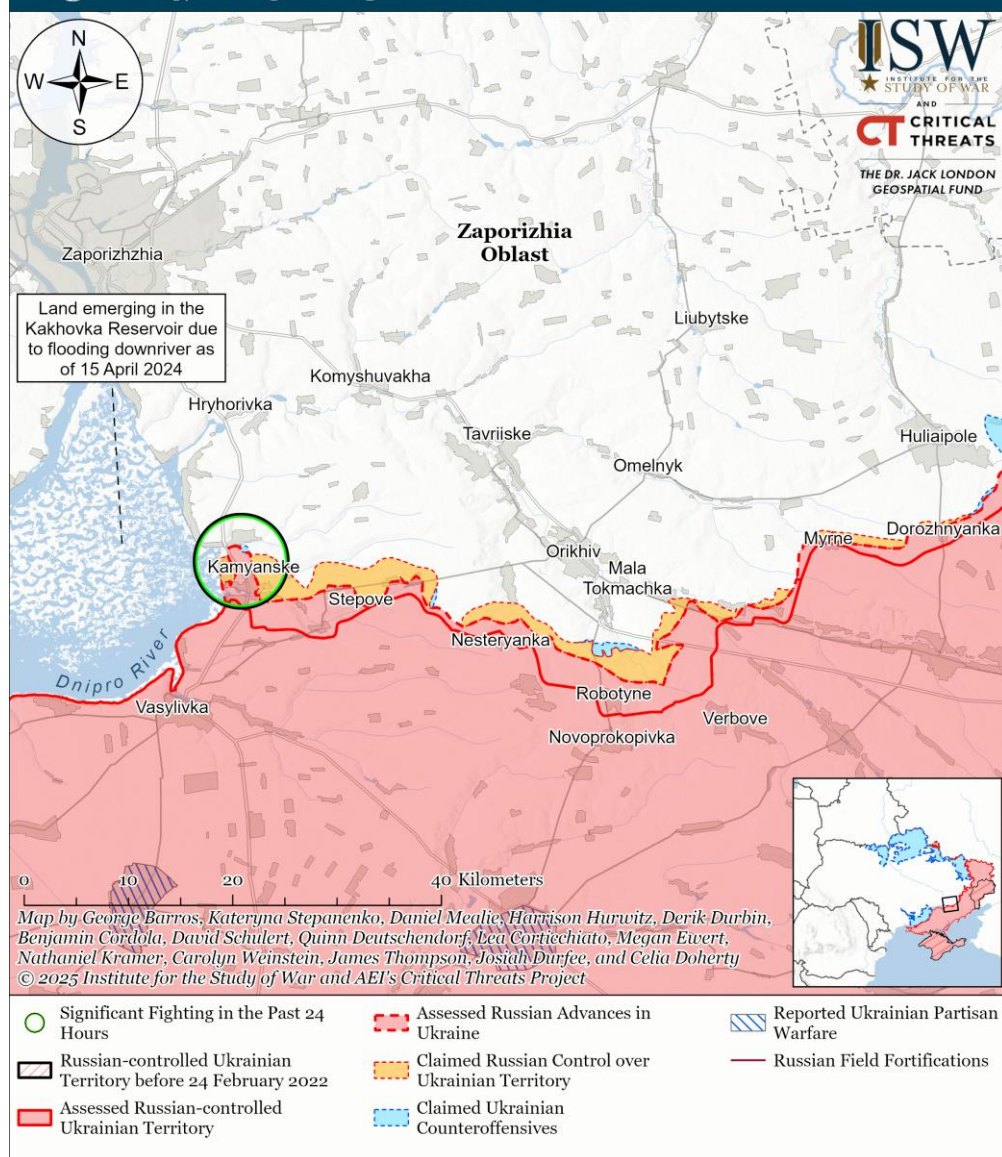 N
W
E
S
ISW
INSTITUTE FOR THE
STUDY OF WAR
AND
CT CRITICAL
THREATS
THE DR. JACK LONDON
GEOSPATIAL FUND
Zaporizhia
Oblast
Zaporizhzhia
Land emerging in the
Kakhovka Reservoir due
to flooding downriver as
of 15 April 2024
Liubytske
Komyshuvakha
Hryhorivka
Tavriiske
Huliaipole
Omelnyk
Dorozhnyanka
Myrne
Orikhiv
Kamyanske
Mala
Tokmachka
Stepove
Nesteryanka
Dnipro River
Robotyne
Vasylivka
Verbove
Novoprokopivka
0 10 20 40 Kilometers
Map by George Barros, Kateryna Stepanenko, Daniel Mealie, Harrison Hurwitz, Derik Durbin,
Benjamin Cordola, David Schulert, Quinn Deutschendorf, Lea Corticchiato, Megan Ewert,
Nathaniel Kramer, Carolyn Weinstein, James Thompson, Josiah Durfee, and Celia Doherty
© 2025 Institute for the Study of War and AEI's Critical Threats Project
Significant Fighting in the Past 24
Hours
Russian-controlled Ukrainian
Territory before 24 February 2022
Assessed Russian-controlled
Ukrainian Territory
Assessed Russian Advances in
Ukraine
Claimed Russian Control over
Ukrainian Territory
Claimed Ukrainian
Counteroffensives
Reported Ukrainian Partisan
Warfare
Russian Field Fortifications